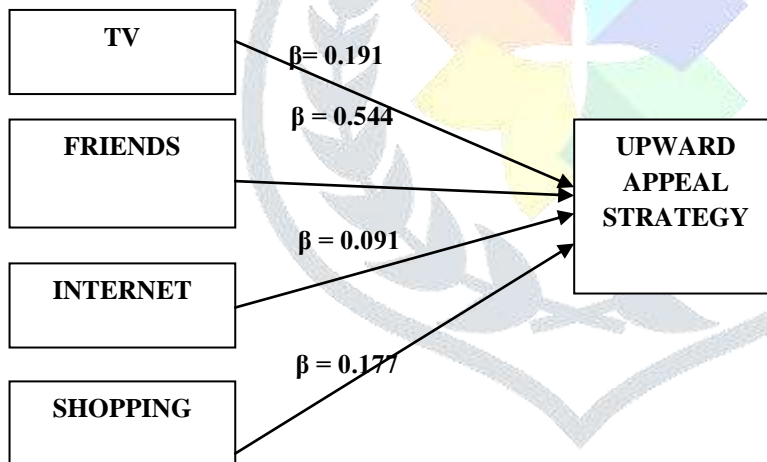 TV
β= 0.191
β = 0.544
FRIENDS
UPWARD
APPEAL
STRATEGY
β = 0.091
INTERNET
β = 0.177
SHOPPING